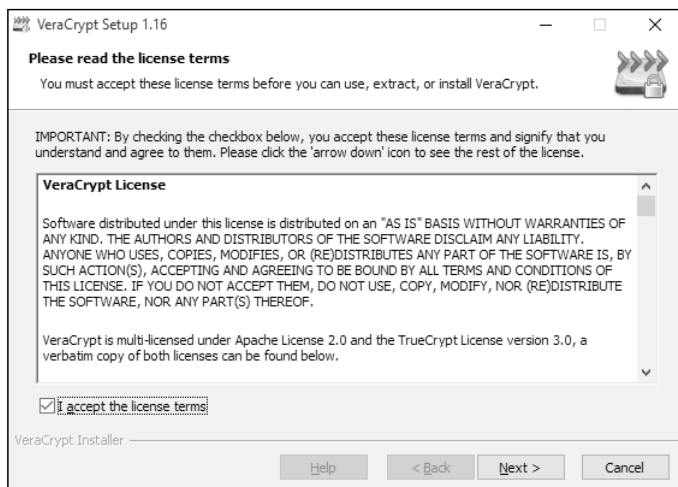 VeraCrypt Setup 1.16
Please read the license terms
You must accept these license terms before you can use, extract, or install VeraCrypt.
IMPORTANT: By checking the checkbox below, you accept these license terms and signify that you
understand and agree to them. Please click the 'arrow down' icon to see the rest of the license.
VeraCrypt License
Software distributed under this license is distributed on an "AS IS" BASIS WITHOUT WARRANTIES OF
ANY KIND. THE AUTHORS AND DISTRIBUTORS OF THE SOFTWARE DISCLAIM ANY LIABILITY.
ANYONE WHO USES, COPIES, MODIFIES, OR (RE)DISTRIBUTES ANY PART OF THE SOFTWARE IS, BY
SUCH ACTION(S), ACCEPTING AND AGREEING TO BE BOUND BY ALL TERMS AND CONDITIONS OF
THIS LICENSE. IF YOU DO NOT ACCEPT THEM, DO NOT USE, COPY, MODIFY, NOR (RE)DISTRIBUTE
THE SOFTWARE, NOR ANY PART(S) THEREOF.
VeraCrypt is multi-licensed under Apache License 2.0 and the TrueCrypt License version 3.0, a
verbatim copy of both licenses can be found below.
I accept the license terms
VeraCrypt Installer
Help
< Back
Next >
Cancel